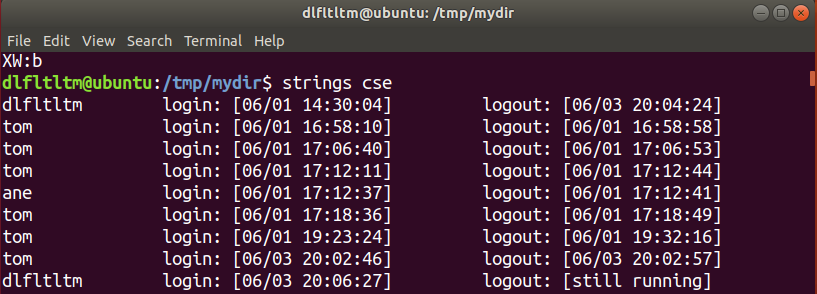 dlfltltm@ubuntu: /tmp/mydir
File Edit View Search Terminal Help
XW:b
dlfltltm@ubuntu:/tmp/mydir$ strings cse
dlfltltm login: [06/01 14:30:04] logout: [06/03 20:04:24]
tom login: [06/01 16:58:10] logout: [06/01 16:58:58]
tom login: [06/01 17:06:40] logout: [06/01 17:06:53]
tom login: [06/01 17:12:11] logout: [06/01 17:12:44]
ane login: [06/01 17:12:37] logout: [06/01 17:12:41]
tom login: [06/01 17:18:36] logout: [06/01 17:18:49]
tom login: [06/01 19:23:24] logout: [06/01 19:32:16]
tom login: [06/03 20:02:46] logout: [06/03 20:02:57]
dlfltltm login: [06/03 20:06:27] logout: [still running]